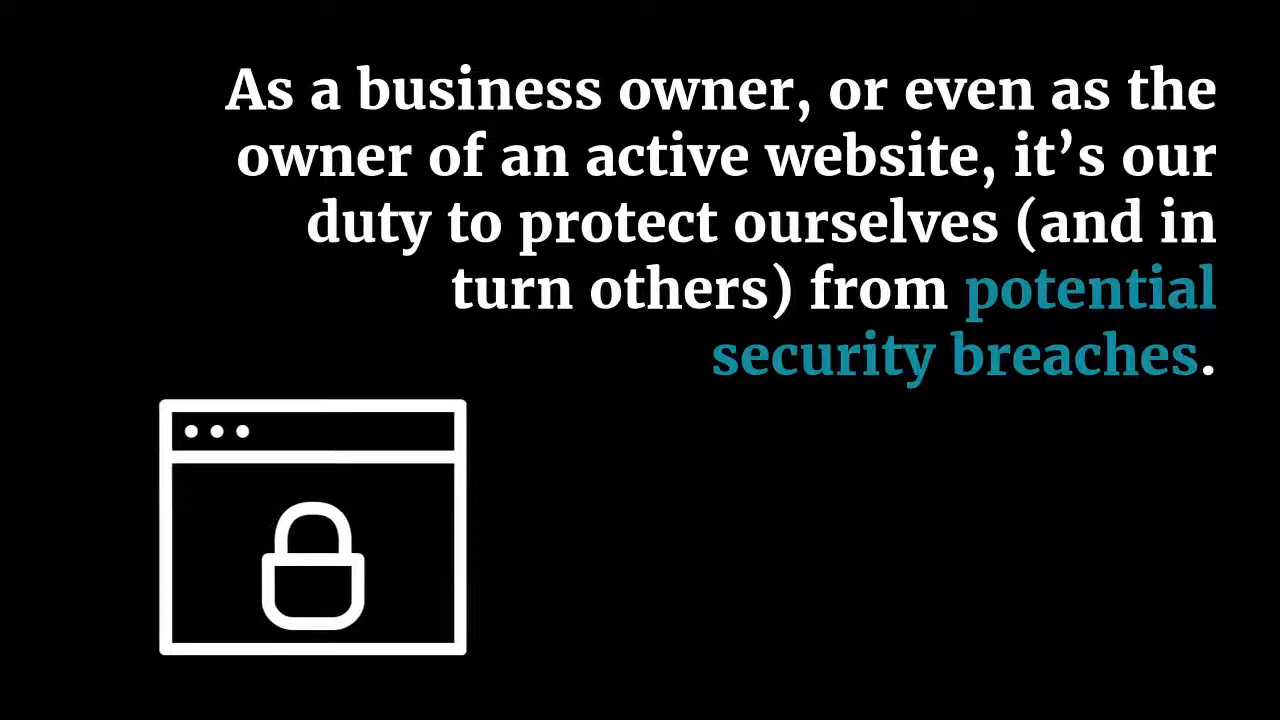 As a business owner, or even as the
owner of an active website, it’s our
duty to protect ourselves (and in
turn others) from potential
security breaches.